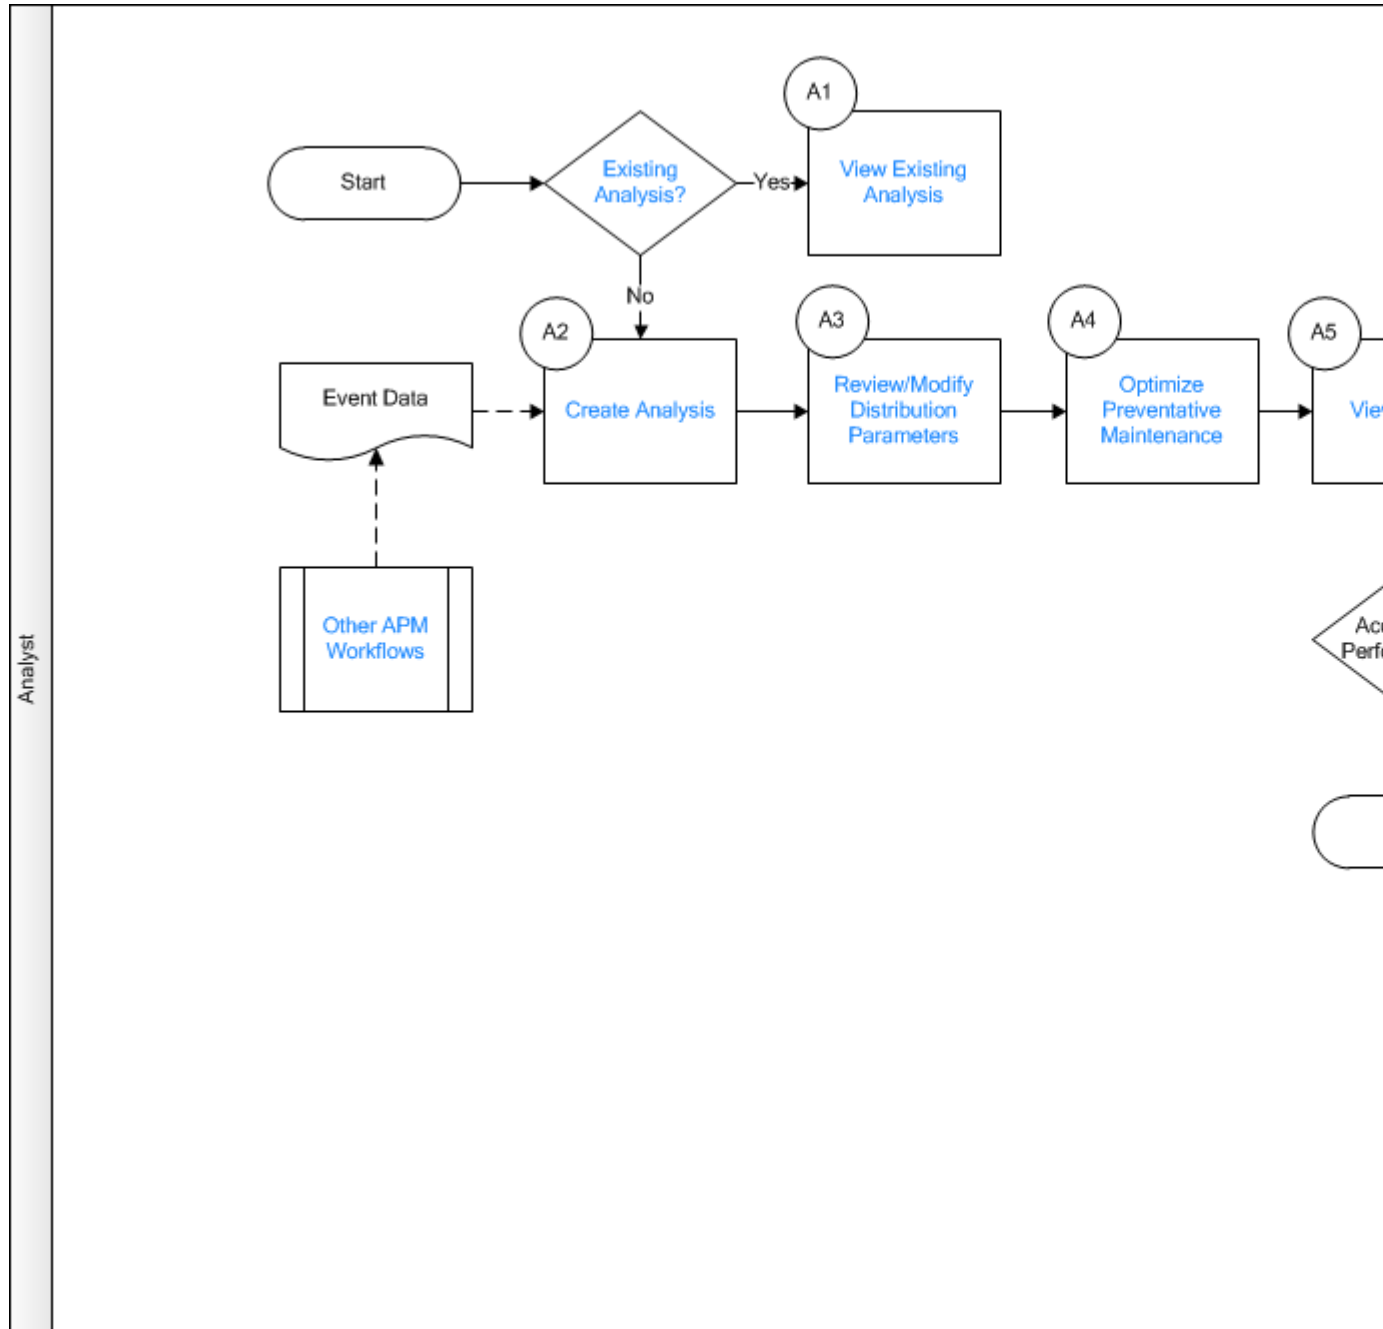 A1
Start
Existing
Analysis?
Yes
View Existing
Analysis
No
A2
A3
A4
A5
Event Data
Create Analysis
Review/Modify
Distribution
Parameters
Optimize
Preventative
Maintenance
Other APM
Workflows
Analyst